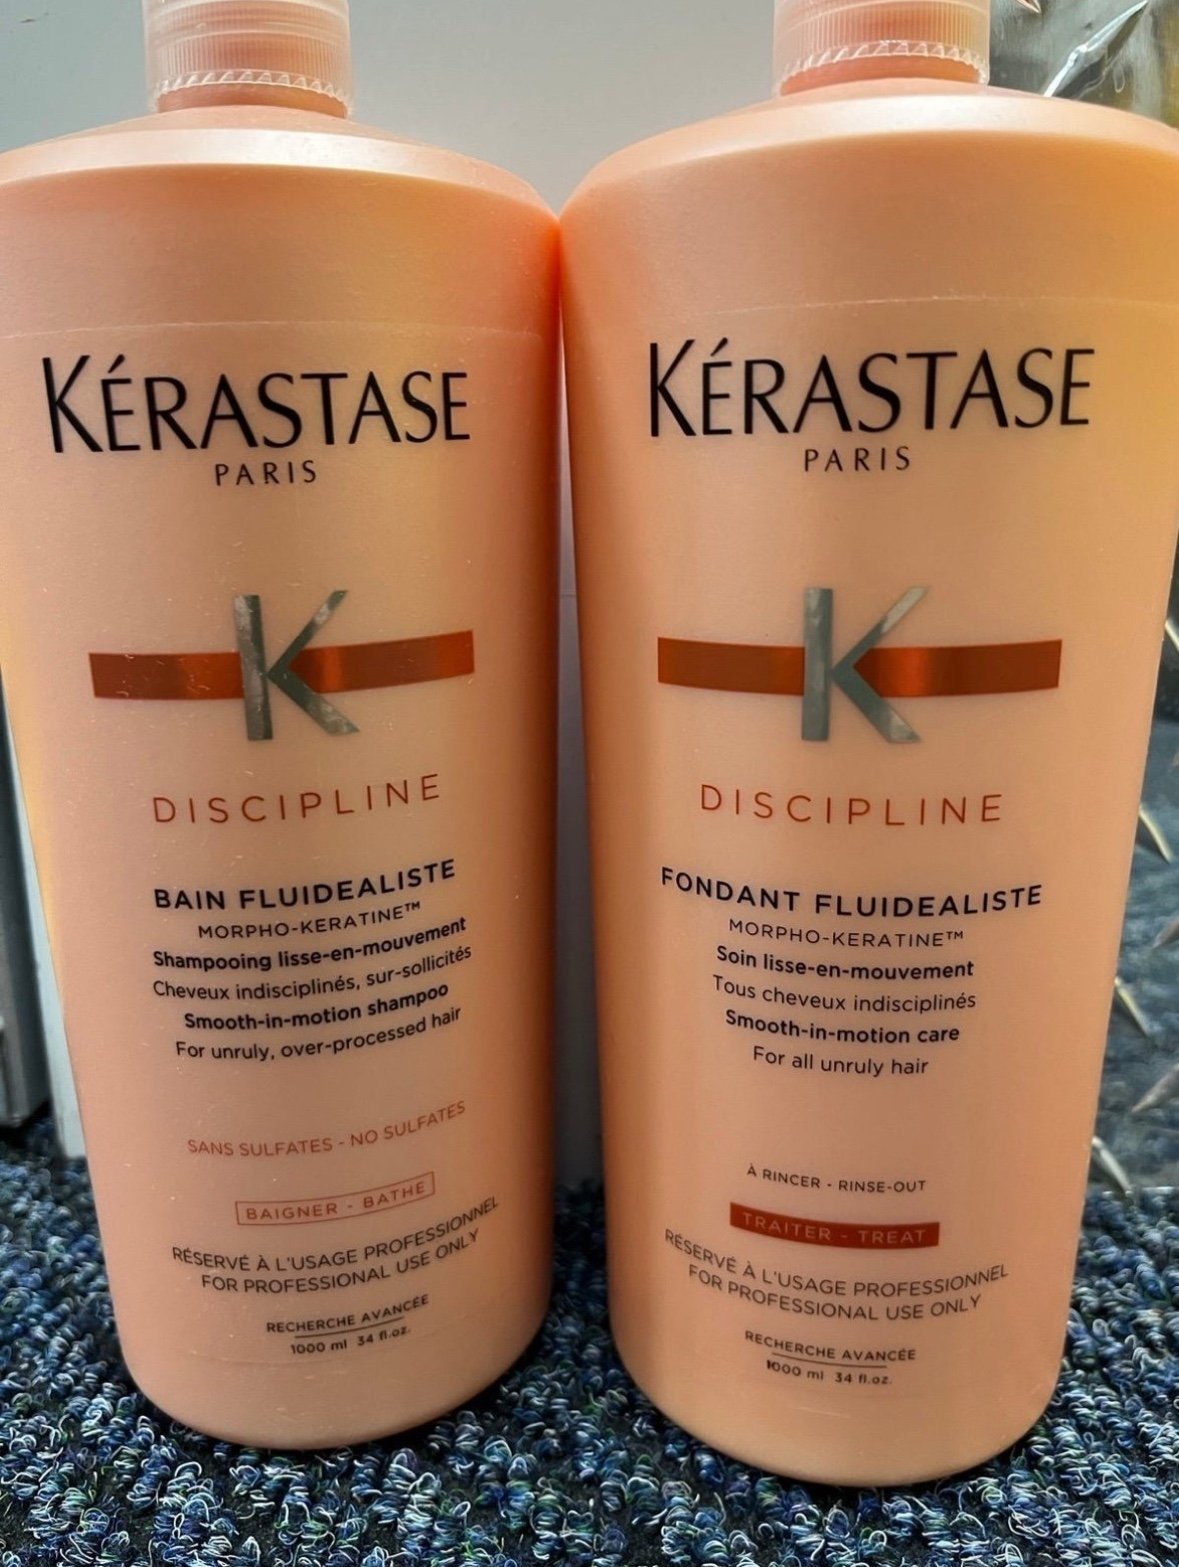 KÉRASTASE
PARIS
K
DISCIPLINE
BAIN FLUIDEALISTE
MORPHO-KERATINE™
Shampooing lisse-en-mouvement
Cheveux indisciplinés, sur-sollicités
Smooth-in-motion shampoo
For unruly, over-processed hair
SANS SULFATES - NO SULFATES
BAIGNER - BATHE
RÉSERVÉ À L'USAGE PROFESSIONNEL
FOR PROFESSIONAL USE ONLY
RECHERCHE AVANCÉE
1000 ml 34 fl.oz.
KÉRASTASE
PARIS
K
DISCIPLINE
FONDANT FLUIDEALISTE
MORPHO-KERATINE™
Soin lisse-en-mouvement
Tous cheveux indisciplinés
Smooth-in-motion care
For all unruly hair
À RINCER - RINSE-OUT
TRAITER - TREAT
RÉSERVÉ À L'USAGE PROFESSIONNEL
FOR PROFESSIONAL USE ONLY
RECHERCHE AVANCÉE
1000 ml 34 fl.oz.